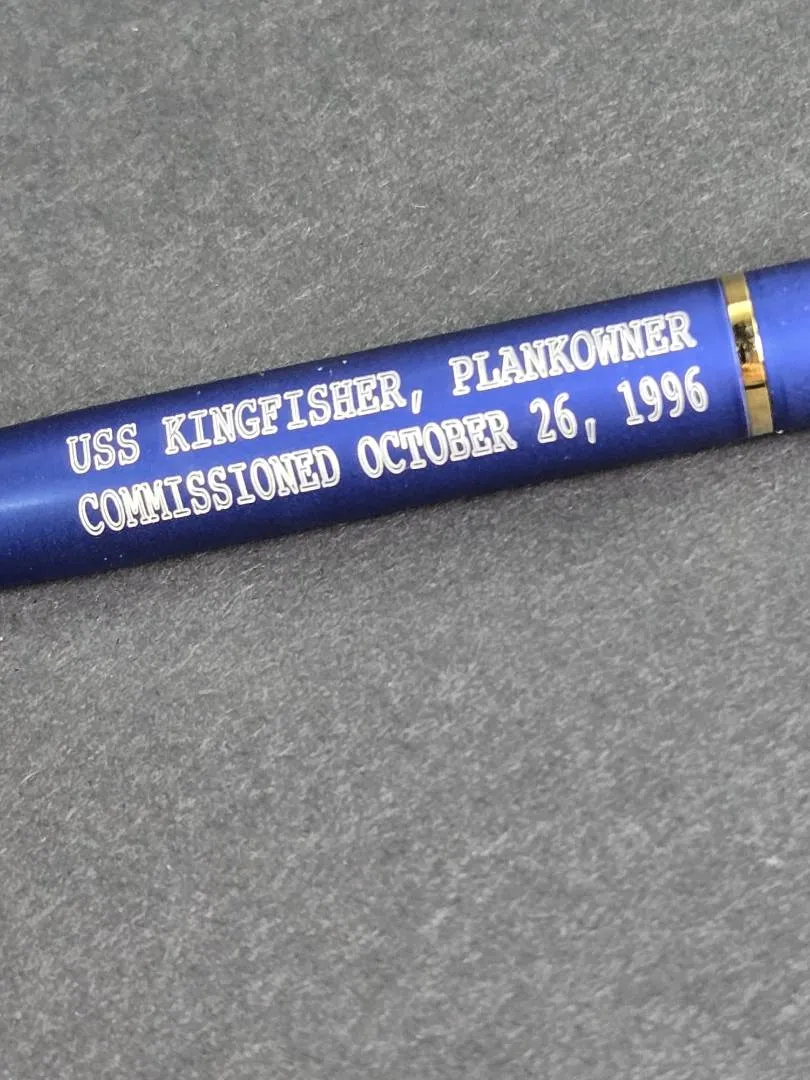 USS KINGFISHER, PLANKOWNER
COMMISSIONED OCTOBER 26, 1996